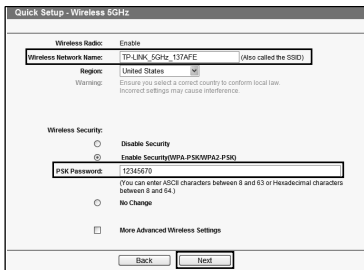 Quick Setup - Wireless 5GHz
Wireless Radio: Enable
Wireless Network Name: TP-LINK_5GHz_137AFE (Also called the SSID)
Region: United States
Warning: Ensure you select a correct country to conform local law.
Incorrect settings may cause interference.
Wireless Security:
Disable Security
Enable Security(WPA-PSK/WPA2-PSK)
PSK Password: 12345670
(You can enter ASCII characters between 8 and 63 or Hexadecimal characters
between 8 and 64.)
No Change
More Advanced Wireless Settings
Back Next